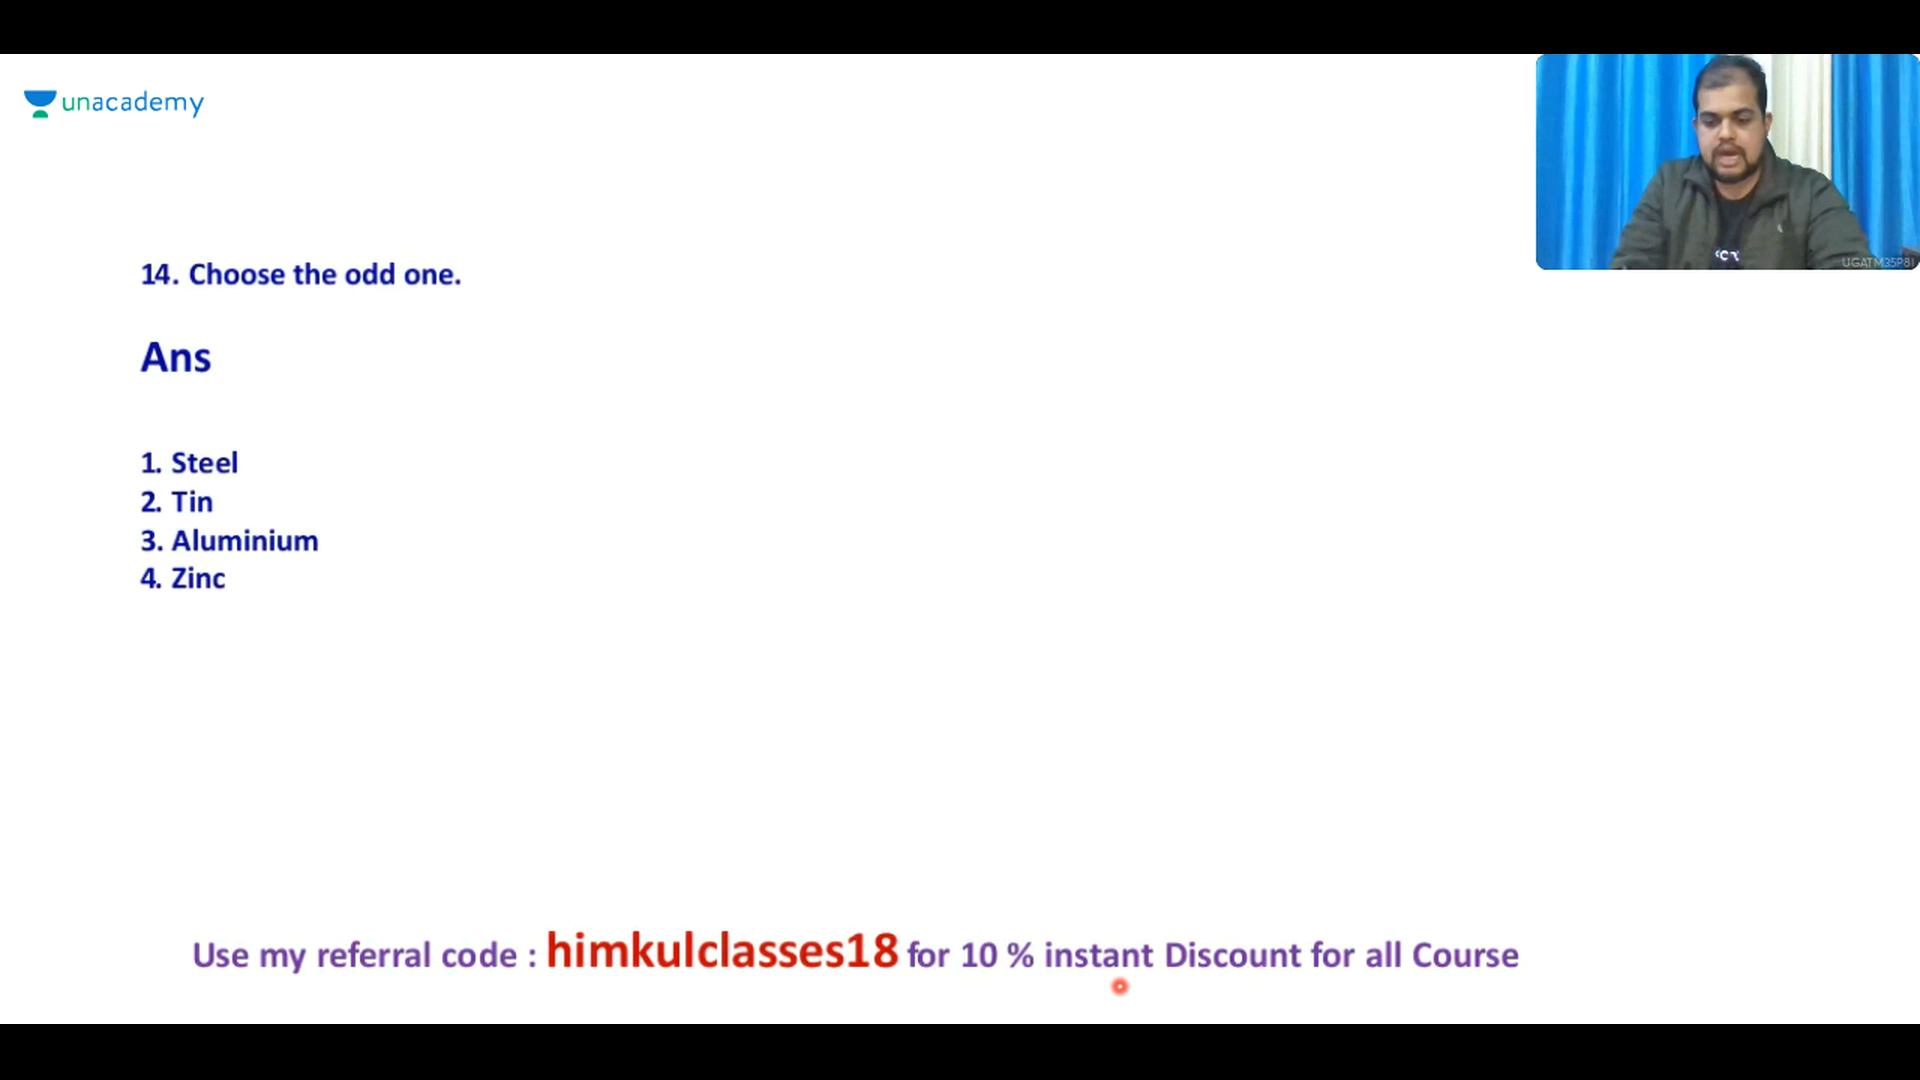 unacademy
14. Choose the odd one.
Ans
1. Steel
2. Tin
3. Aluminium
4. Zinc
Use my referral code : himkulclasses18 for 10 % instant Discount for all Course